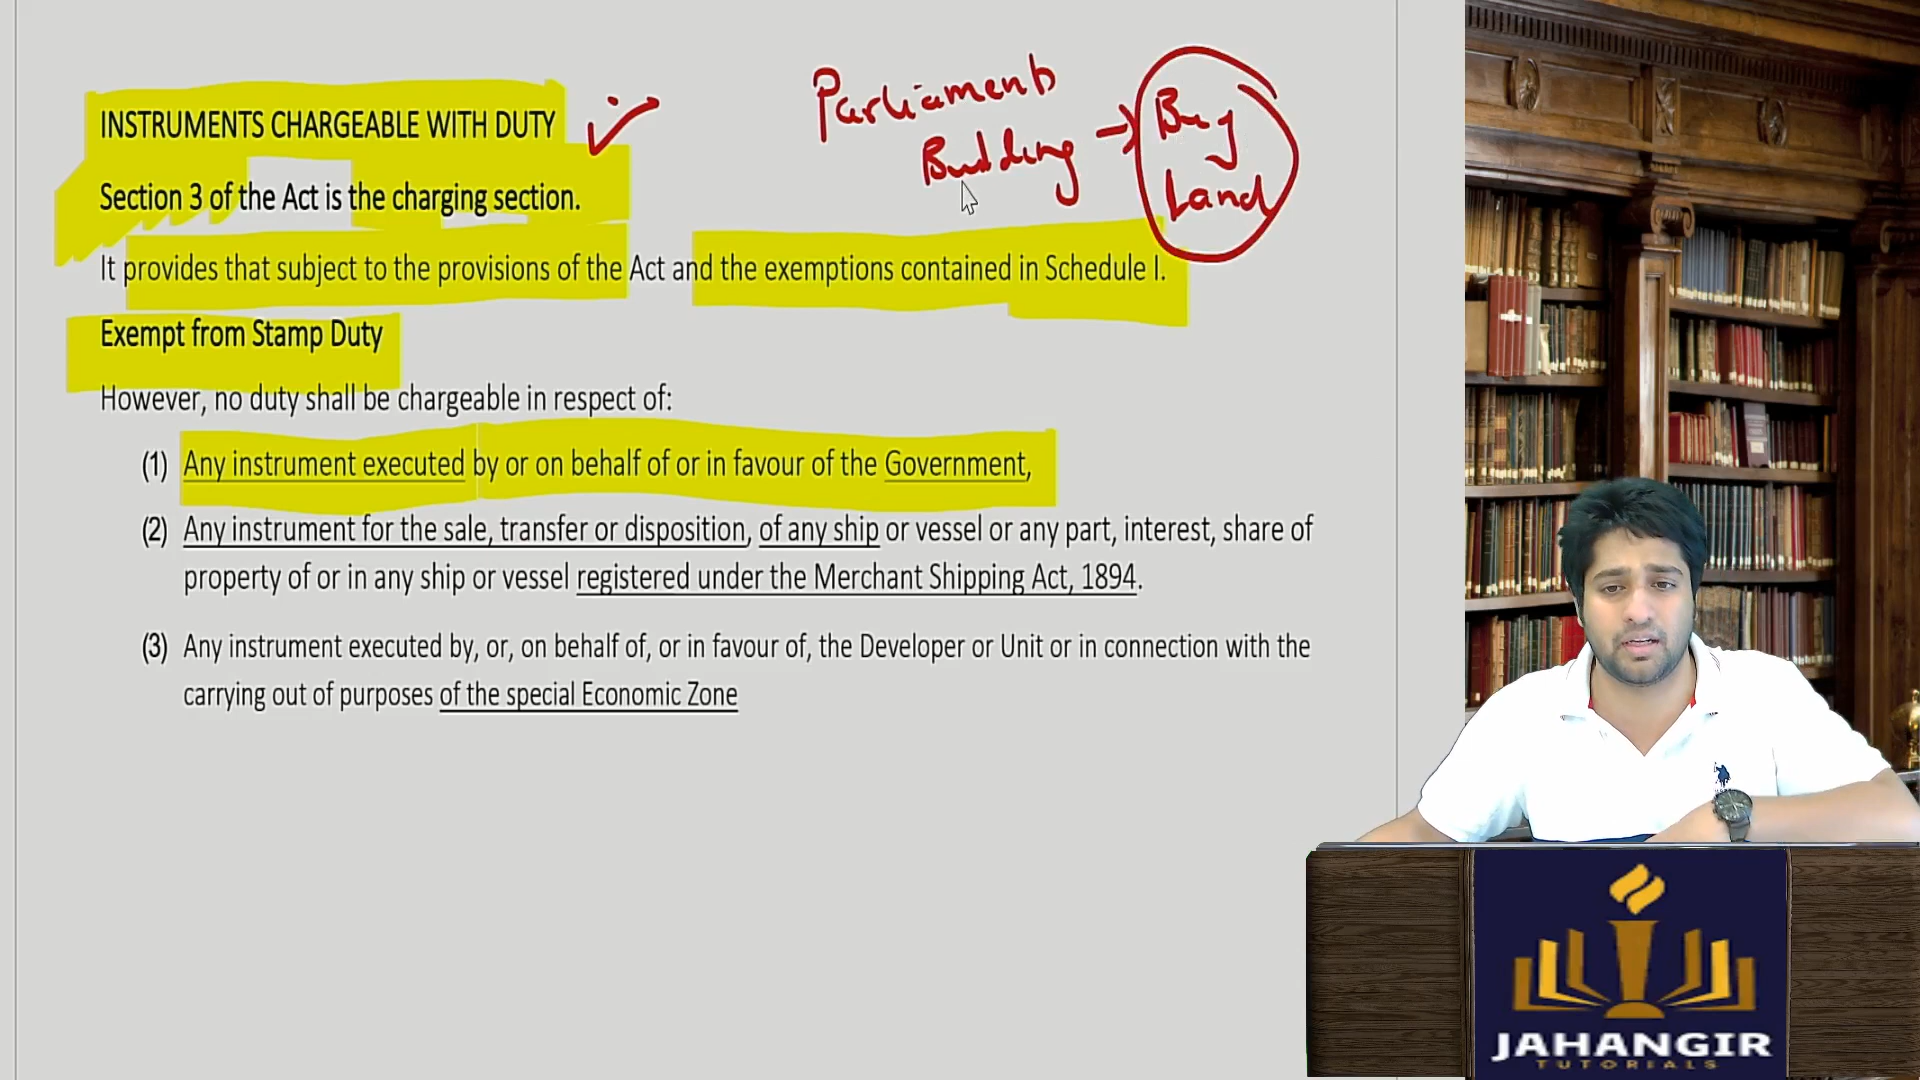 INSTRUMENTS CHARGEABLE WITH DUTY
Section 3 of the Act is the charging section.
It provides that subject to the provisions of the Act and the exemptions contained in Schedule I.
Exempt from Stamp Duty
However, no duty shall be chargeable in respect of:
(1) Any instrument executed by or on behalf of or in favour of the Government,
(2) Any instrument for the sale, transfer or disposition, of any ship or vessel or any part, interest, share of
property of or in any ship or vessel registered under the Merchant Shipping Act, 1894.
(3) Any instrument executed by, or, on behalf of, or in favour of, the Developer or Unit or in connection with the
carrying out of purposes of the special Economic Zone
Parliament
Building → Buy
Land
JAHANGIR
TUTORIALS